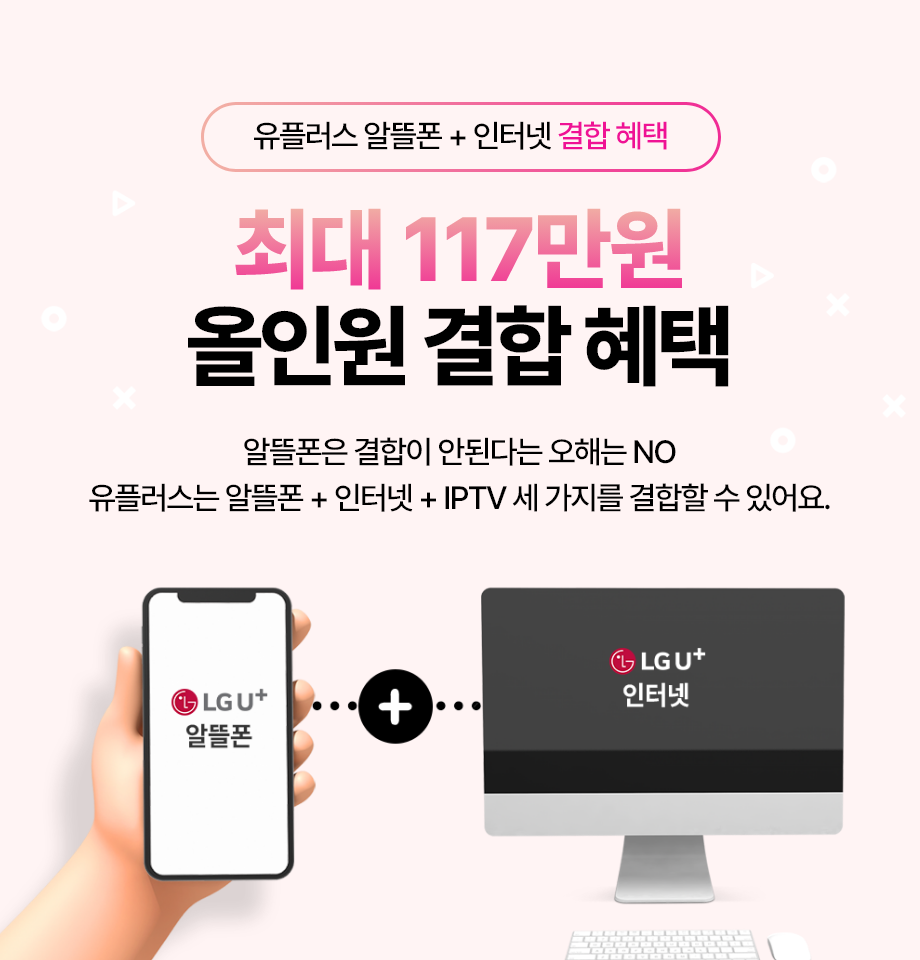 유플러스 알뜰폰 + 인터넷 결합 혜택
최대 117만원
올인원 결합 혜택
알뜰폰은 결합이 안된다는 오해는 NO
유플러스는 알뜰폰 + 인터넷 + IPTV 세 가지를 결합할 수 있어요.
LG U+
알뜰폰
LG U+
인터넷